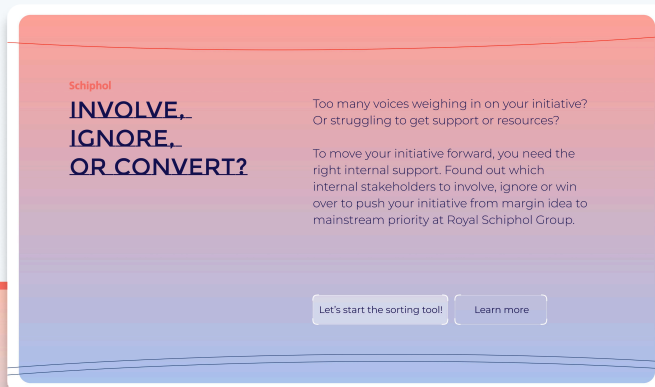 Schiphol
INVOLVE,
IGNORE,
OR CONVERT?
Too many voices weighing in on your initiative?
Or struggling to get support or resources?
To move your initiative forward, you need the
right internal support. Found out which
internal stakeholders to involve, ignore or win
over to push your initiative from margin idea to
mainstream priority at Royal Schiphol Group.
Let's start the sorting tool!
Learn more